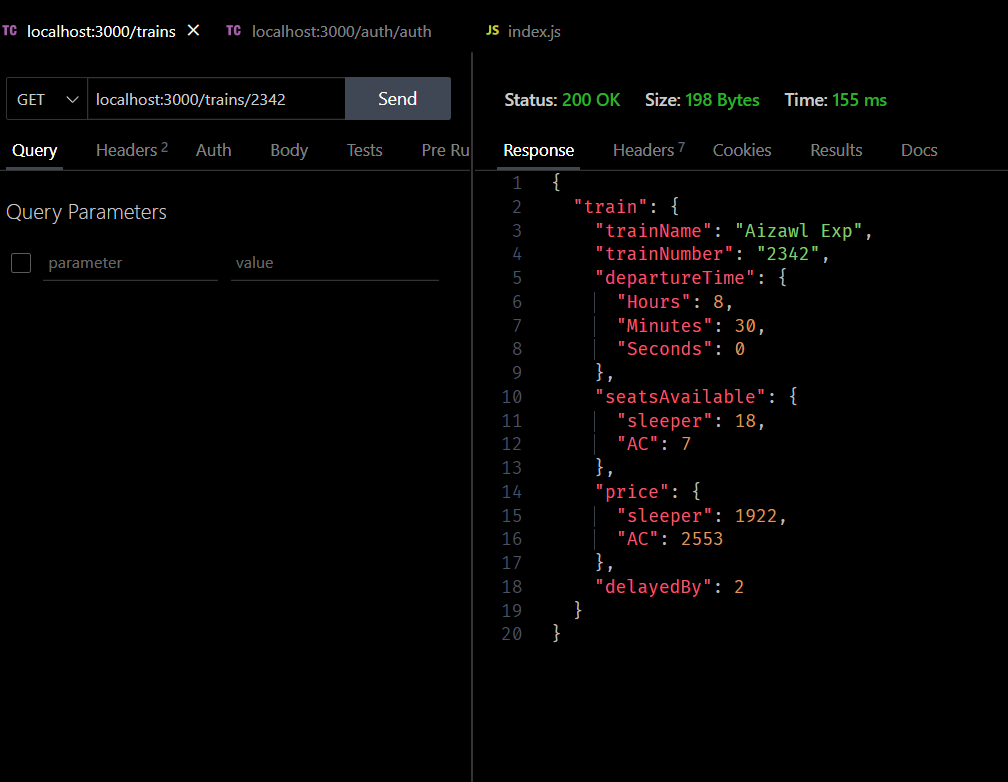 TC localhost:3000/trains ✕ TC localhost:3000/auth/auth JS index.js
GET localhost:3000/trains/2342 Send
Query Headers 2 Auth Body Tests Pre Ru
Query Parameters
parameter value
Status: 200 OK Size: 198 Bytes Time: 155 ms
Response Headers 7 Cookies Results Docs
1 {
2 "train": {
3 "trainName": "Aizawl Exp",
4 "trainNumber": "2342",
5 "departureTime": {
6 "Hours": 8,
7 "Minutes": 30,
8 "Seconds": 0
9 },
10 "seatsAvailable": {
11 "sleeper": 18,
12 "AC": 7
13 },
14 "price": {
15 "sleeper": 1922,
16 "AC": 2553
17 },
18 "delayedBy": 2
19 }
20 }